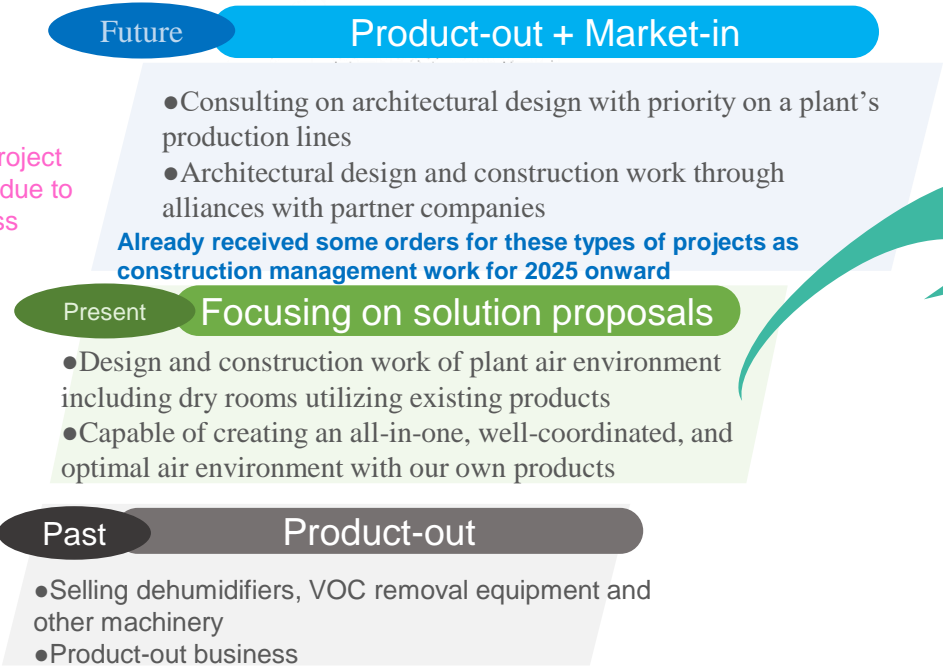 Future
Product-out + Market-in
●Consulting on architectural design with priority on a plant's
production lines
●Architectural design and construction work through
alliances with partner companies
Already received some orders for these types of projects as
construction management work for 2025 onward
due to
Present
Focusing on solution proposals
●Design and construction work of plant air environment
including dry rooms utilizing existing products
●Capable of creating an all-in-one, well-coordinated, and
optimal air environment with our own products
Past
Product-out
●Selling dehumidifiers, VOC removal equipment and
other machinery
●Product-out business